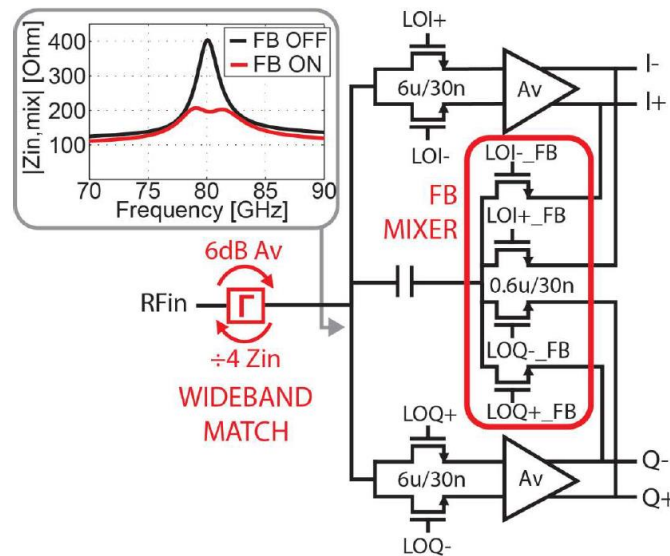 |Zin,mix| [Ohm]
400
300
200
100
FB OFF
FB ON
70
75
80
85
90
Frequency [GHz]
LOI+
6u/30n
LOI-
Av
I-
I+
LOI-_FB
FB
MIXER
LOI+_FB
0.6u/30n
LOQ-_FB
LOQ+_FB
6dB Av
RFin
Γ
÷4 Zin
WIDEBAND
MATCH
LOQ+
6u/30n
LOQ-
Av
Q-
Q+